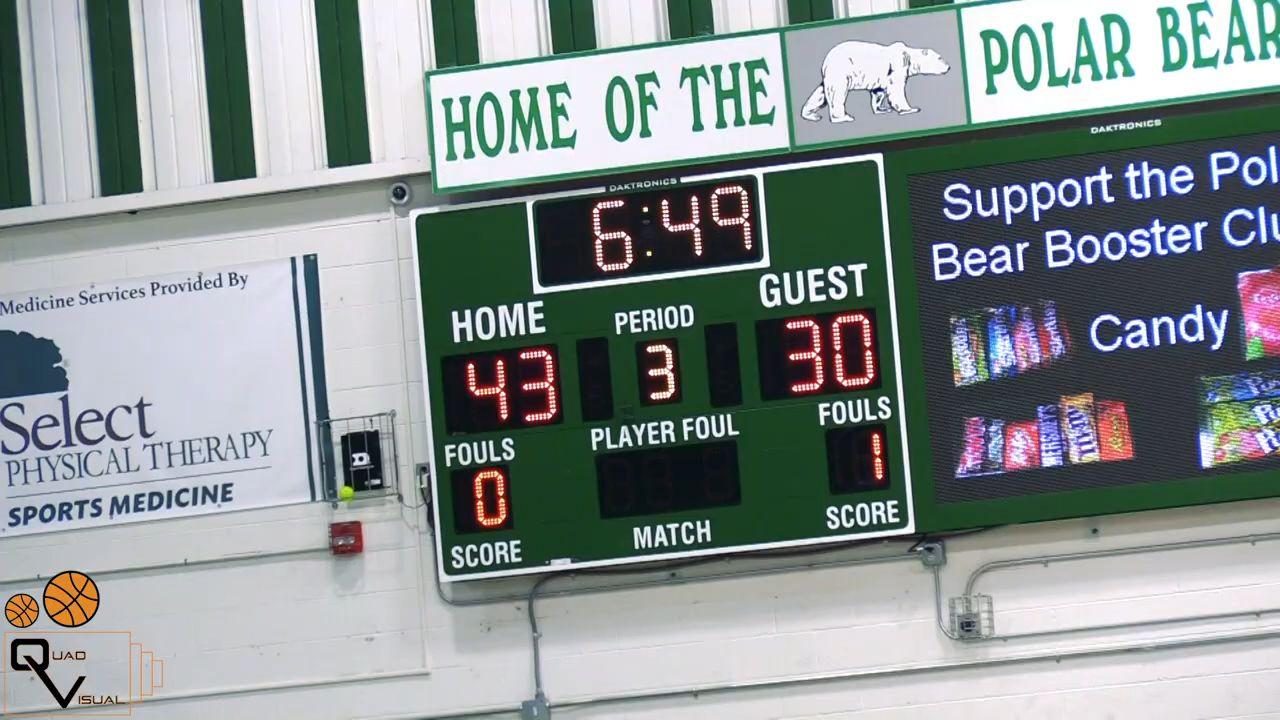 HOME OF THE
POLAR BEAR
DAKTRONICS
DAKTRONICS
6:49
HOME
PERIOD
GUEST
43
3
30
FOULS
PLAYER FOUL
FOULS
0
1
SCORE
MATCH
SCORE
Support the Pol
Bear Booster Clu
Candy
Medicine Services Provided By
Select
PHYSICAL THERAPY
SPORTS MEDICINE
QUAD
VISUAL